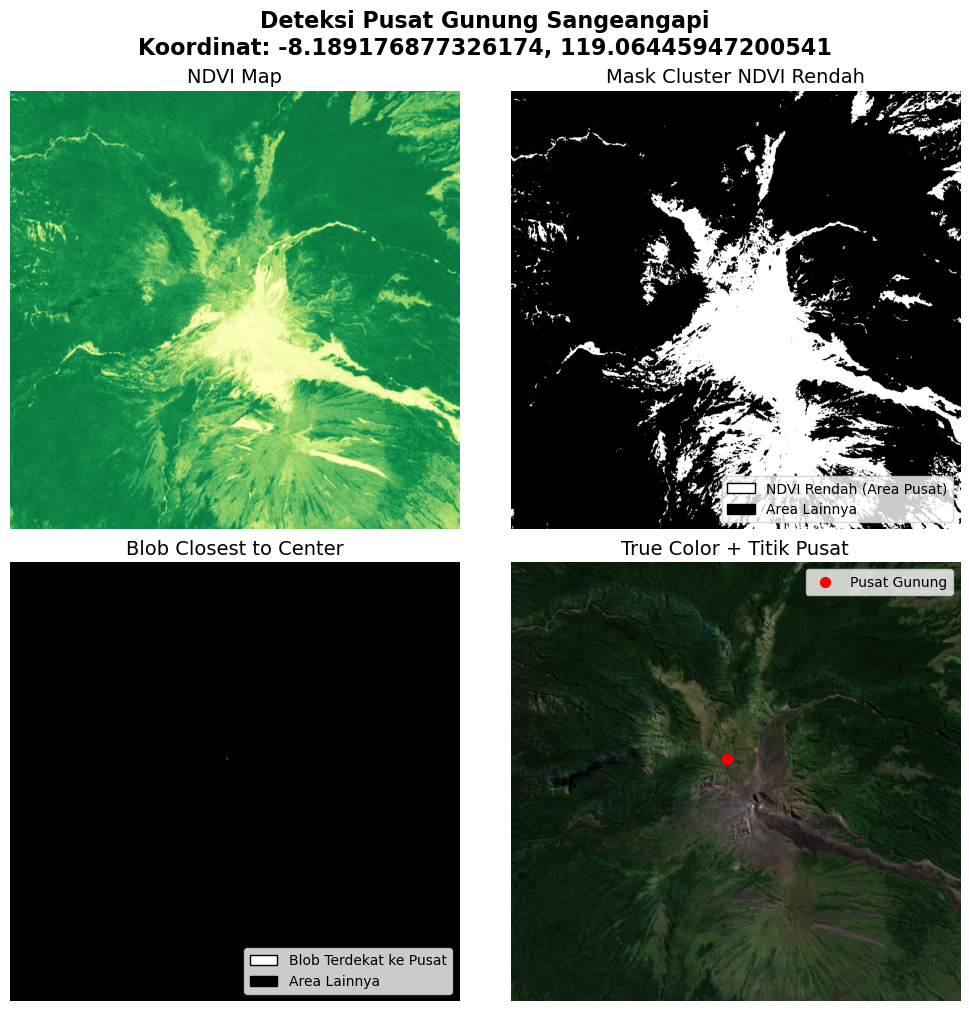 Deteksi Pusat Gunung Sangeangapi
Koordinat: -8.189176877326174, 119.06445947200541
NDVI Map
Mask Cluster NDVI Rendah
NDVI Rendah (Area Pusat)
Area Lainnya
Blob Closest to Center
True Color + Titik Pusat
Pusat Gunung
Blob Terdekat ke Pusat
Area Lainnya